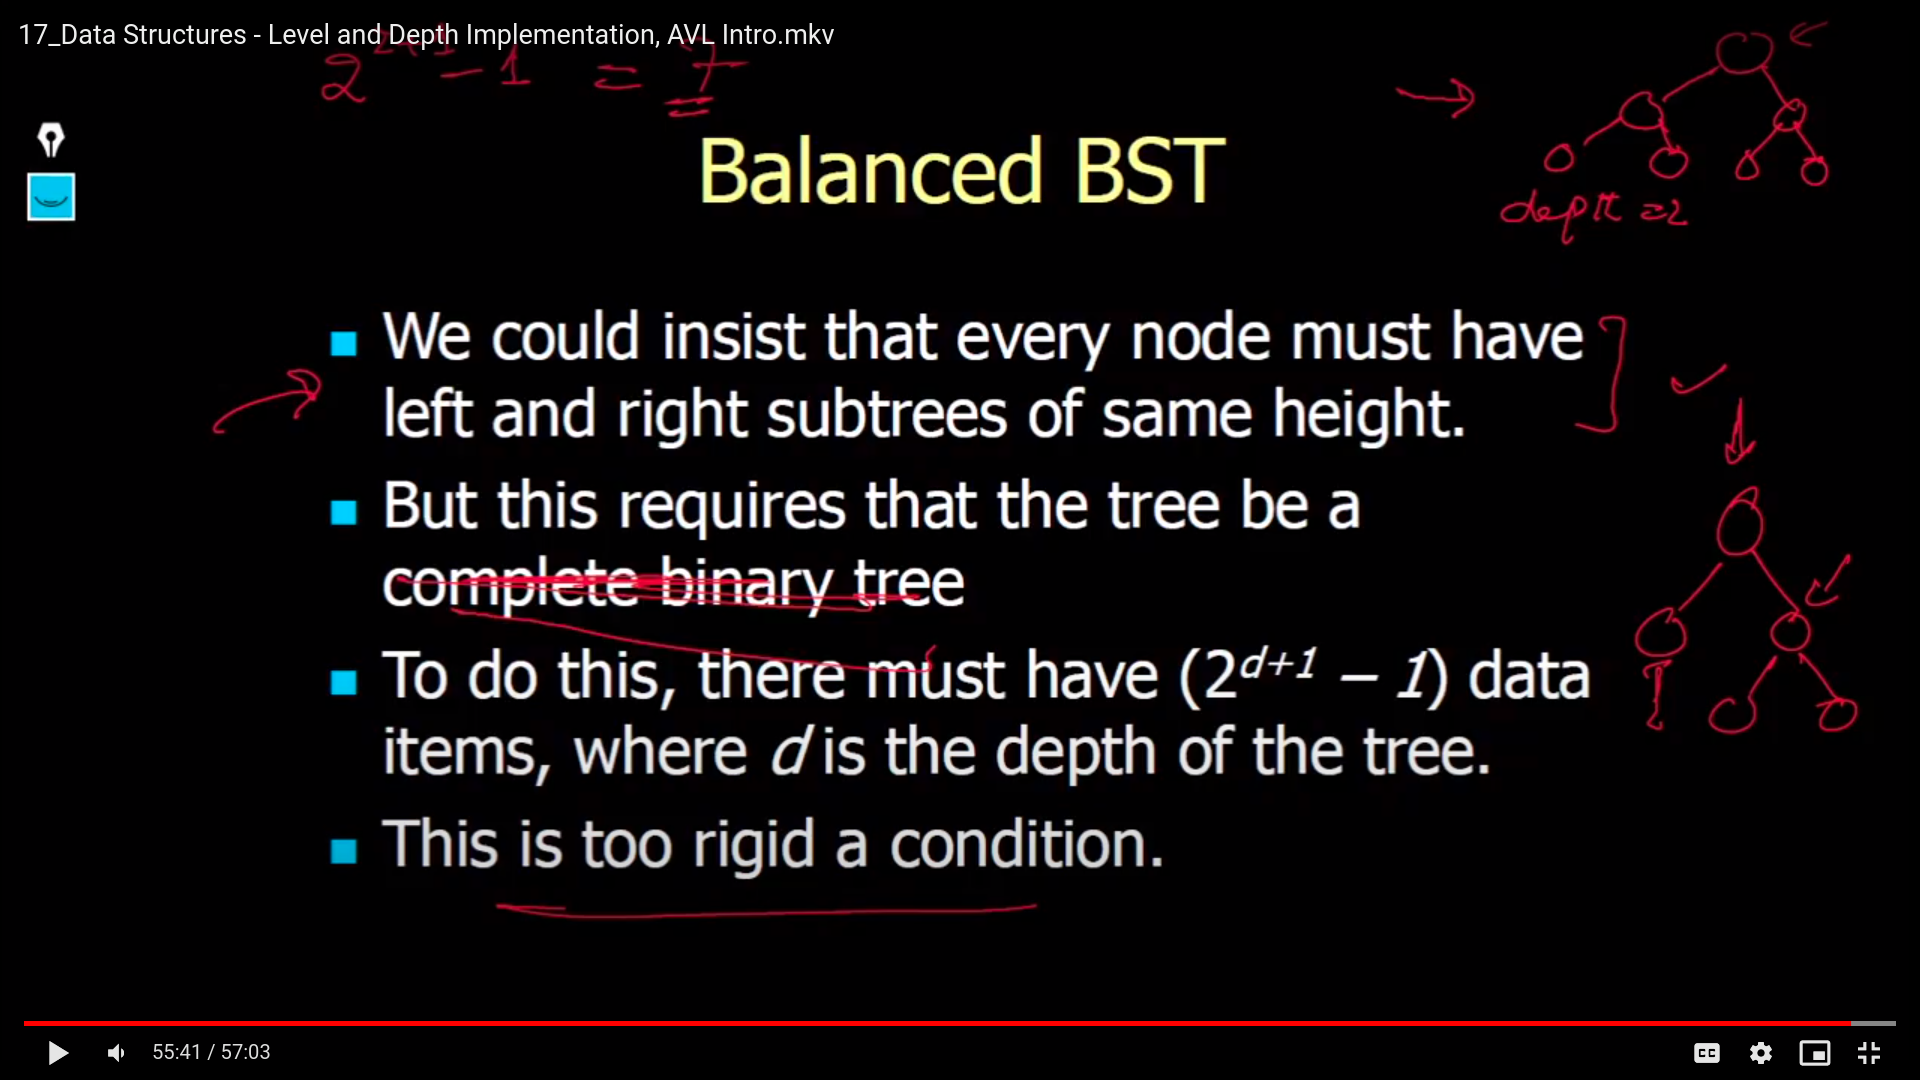 17_Data Structures - Level and Depth Implementation, AVL Intro.mkv
2^{2+1} - 1 = 7
Balanced BST
depth = 2
We could insist that every node must have
left and right subtrees of same height.
But this requires that the tree be a
complete binary tree
To do this, there must have (2^{d+1} – 1) data
items, where d is the depth of the tree.
This is too rigid a condition.
55:41 / 57:03
CC